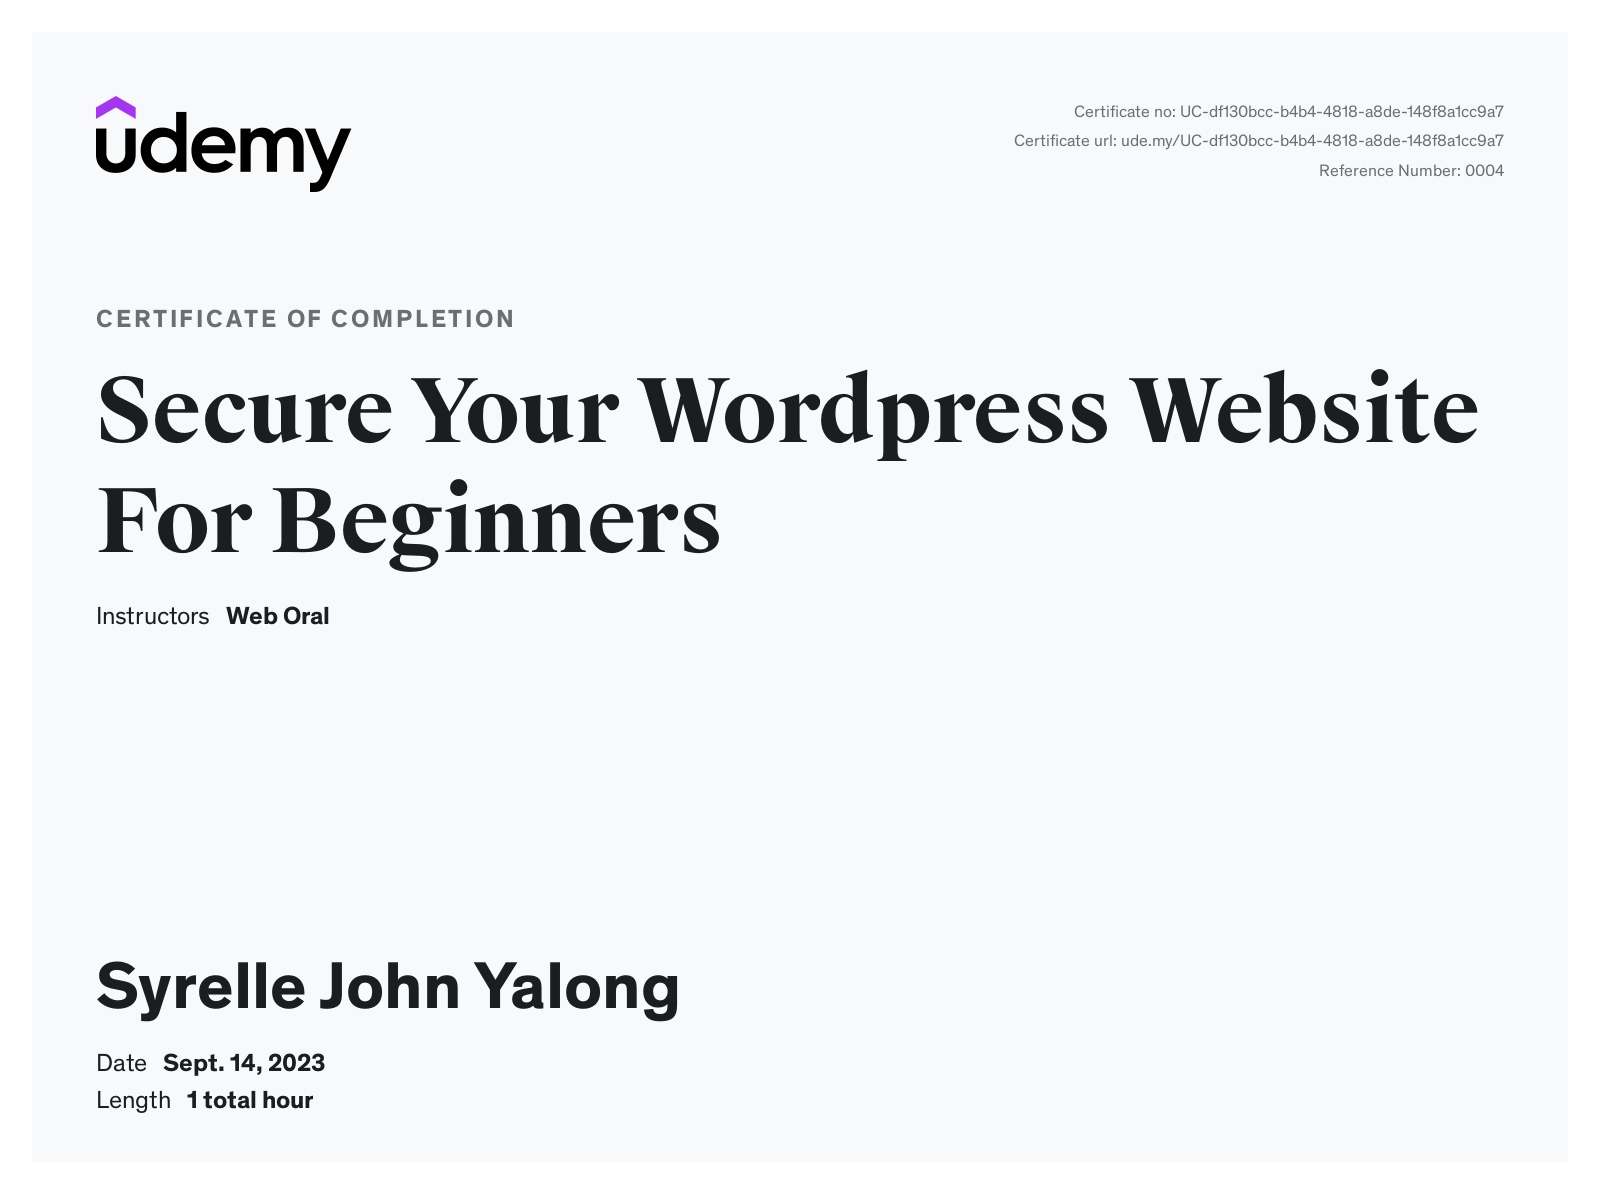 udemy
Certificate no: UC-df130bcc-b4b4-4818-a8de-148f8a1cc9a7
Certificate url: ude.my/UC-df130bcc-b4b4-4818-a8de-148f8a1cc9a7
Reference Number: 0004
CERTIFICATE OF COMPLETION
Secure Your Wordpress Website
For Beginners
Instructors Web Oral
Syrelle John Yalong
Date Sept. 14, 2023
Length 1 total hour